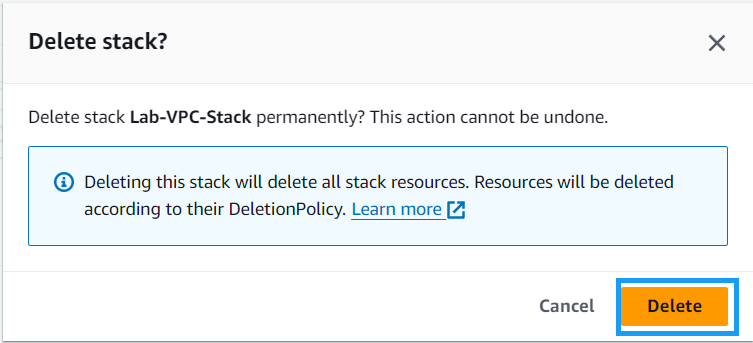 Delete stack?
Delete stack Lab-VPC-Stack permanently? This action cannot be undone.
Deleting this stack will delete all stack resources. Resources will be deleted
according to their DeletionPolicy. Learn more
Cancel
Delete